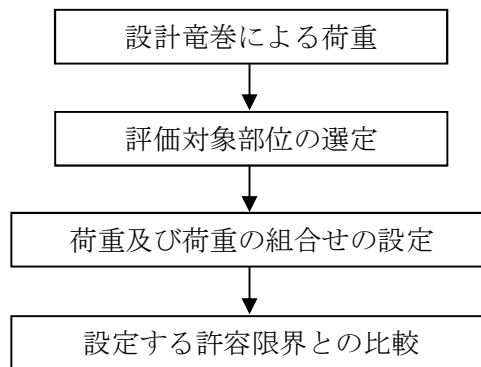 設計竜巻による荷重
評価対象部位の選定
荷重及び荷重の組合せの設定
設定する許容限界との比較